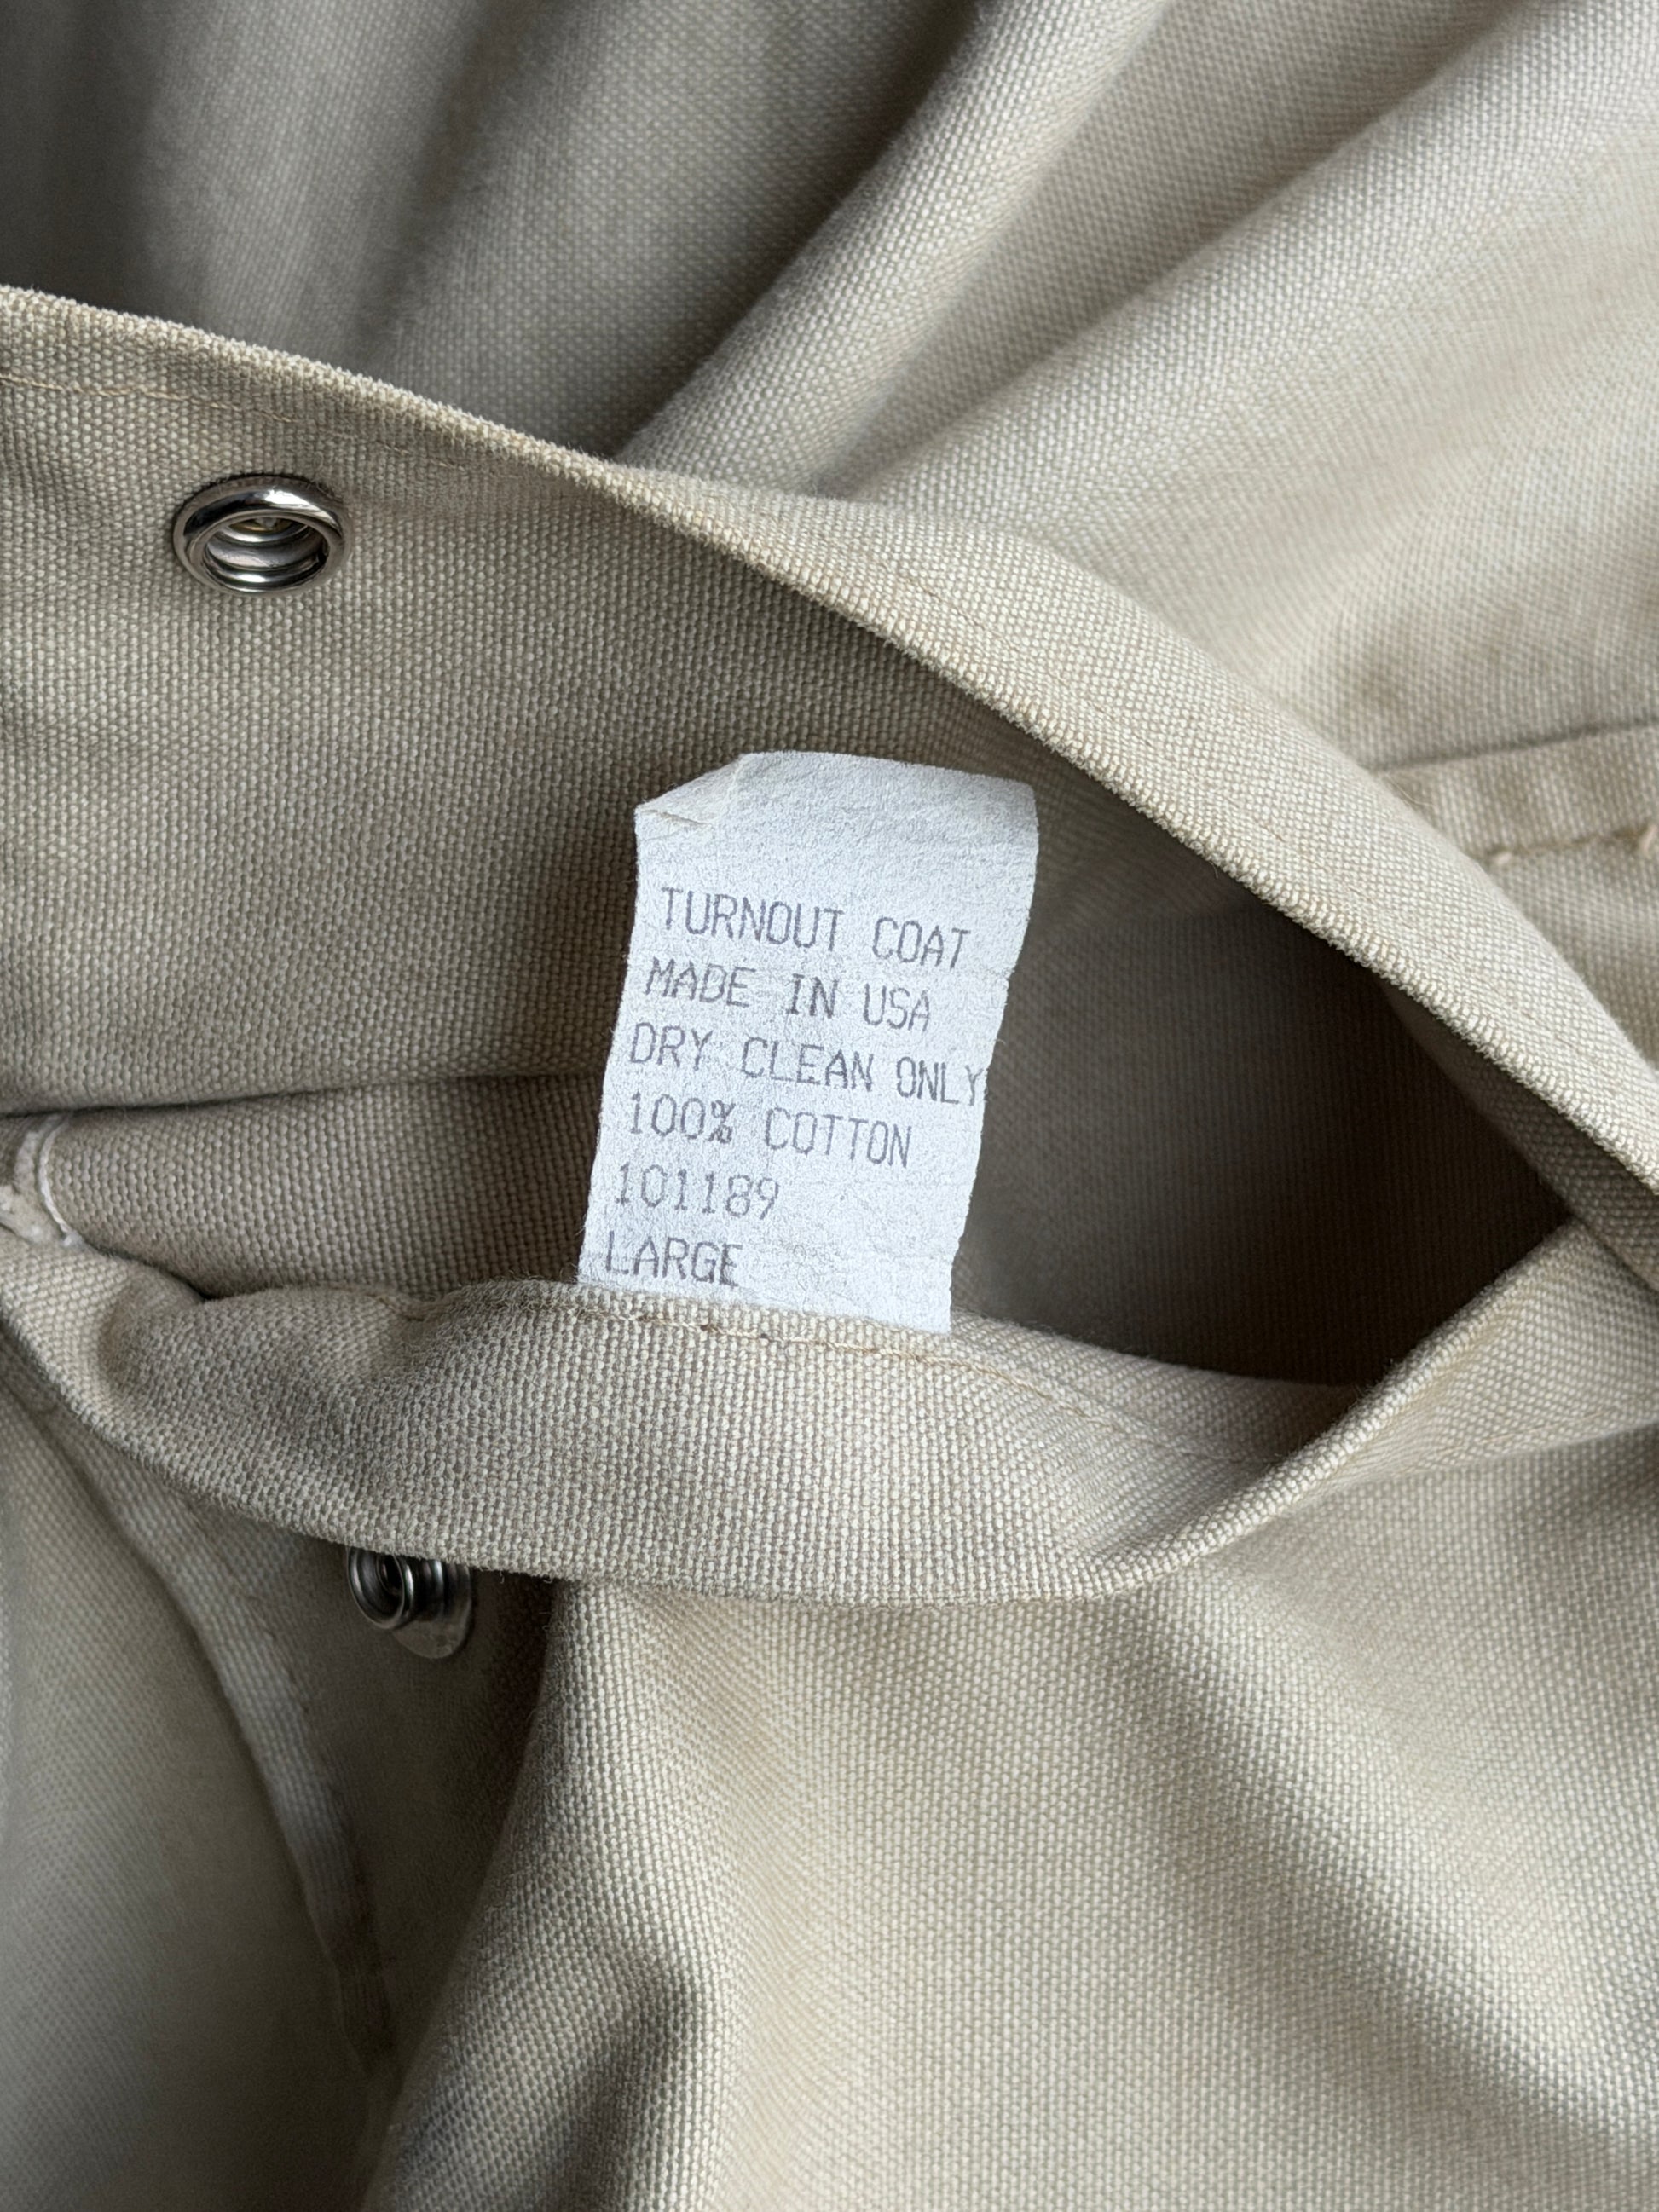 TURNOUT COAT
MADE IN USA
DRY CLEAN ONLY
100% COTTON
101189
LARGE